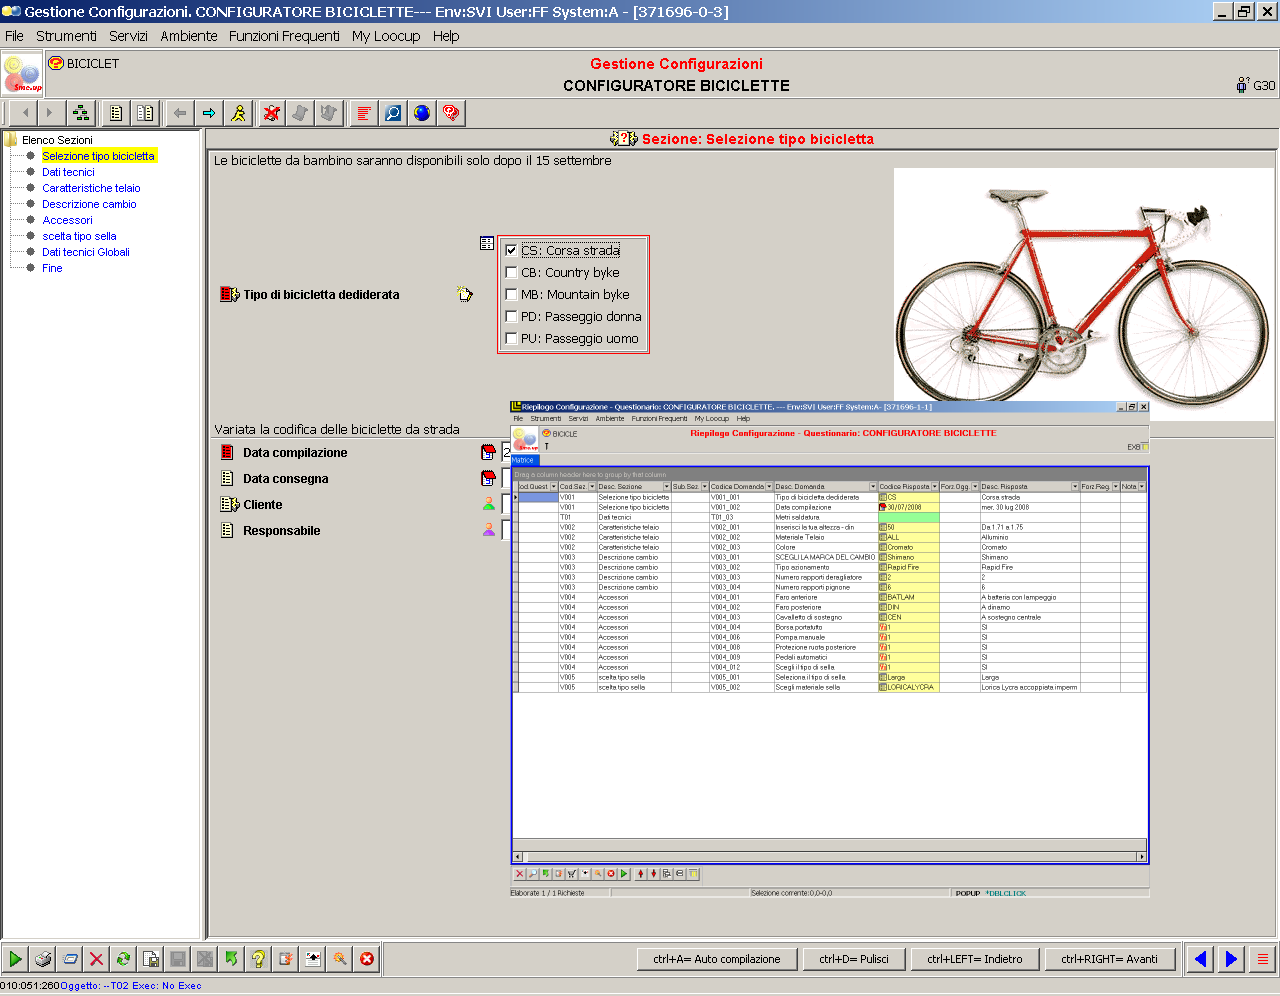 Gestione Configurazioni. CONFIGURATORE BICICLETTE--- Env:SVI User:FF System:A - [371696-0-3]
File Strumenti Servizi Ambiente Funzioni Frequenti My Loocup Help
BICICLET
Gestione Configurazioni
CONFIGURATORE BICICLETTE
G30
Sme.up
Elenco Sezioni
Selezione tipo bicicletta
Dati tecnici
Caratteristiche telaio
Descrizione cambio
Accessori
scelta tipo sella
Dati tecnici Globali
Fine
Sezione: Selezione tipo bicicletta
Le biciclette da bambino saranno disponibili solo dopo il 15 settembre
Tipo di bicicletta dediderata
CS: Corsa strada
CB: Country byke
MB: Mountain byke
PD: Passeggio donna
PU: Passeggio uomo
Variata la codifica delle biciclette da strada
Data compilazione
2
Data consegna
Cliente
Responsabile
Riepilogo Configurazione - Questionario: CONFIGURATORE BICICLETTE. --- Env:SVI User:FF System:A- [371696-1-1]
File Strumenti Servizi Ambiente Funzioni Frequenti My Loocup Help
BICICLE
T
Riepilogo Configurazione - Questionario: CONFIGURATORE BICICLETTE
EXB
Sme.up
Matrice
Drag a column header here to group by that column
od.Quest Cod.Sez. Desc. Sezione Sub.Sez. Codice Domanda Desc. Domanda Codice Risposta Forz.Ogg. Desc. Risposta Forz.Reg. Nota
V001 Selezione tipo bicicletta V001_001 Tipo di bicicletta dediderata CS Corsa strada
V001 Selezione tipo bicicletta V001_002 Data compilazione 30/07/2008 mer. 30 lug 2008
T01 Dati tecnici T01_03 Metri saldatura
V002 Caratteristiche telaio V002_001 Inserisci la tua altezza - din 50 Da 1.71 a 1.75
V002 Caratteristiche telaio V002_002 Materiale Telaio ALL Alluminio
V002 Caratteristiche telaio V002_003 Colore Cromato Cromato
V003 Descrizione cambio V003_001 SCEGLI LA MARCA DEL CAMBIO Shimano Shimano
V003 Descrizione cambio V003_002 Tipo azionamento Rapid Fire Rapid Fire
V003 Descrizione cambio V003_003 Numero rapporti deragliatore 2 2
V003 Descrizione cambio V003_004 Numero rapporti pignone 6 6
V004 Accessori V004_001 Faro anteriore BATLAM A batteria con lampeggio
V004 Accessori V004_002 Faro posteriore DIN A dinamo
V004 Accessori V004_003 Cavalletto di sostegno CEN A sostegno centrale
V004 Accessori V004_004 Borsa portatutto 1 SI
V004 Accessori V004_006 Pompa manuale 1 SI
V004 Accessori V004_008 Protezione ruota posteriore 1 SI
V004 Accessori V004_009 Pedali automatici 1 SI
V004 Accessori V004_012 Scegli il tipo di sella 1 SI
V005 scelta tipo sella V005_001 Seleziona il tipo di sella Larga Larga
V005 scelta tipo sella V005_002 Scegli materiale sella LORICALYCRA Lorica Lycra accoppiata imperm
Elaborate 1 / 1 Richieste Selezione corrente:0,0-0,0 POPUP *DBLCLICK
ctrl+A= Auto compilazione ctrl+D= Pulisci ctrl+LEFT= Indietro ctrl+RIGHT= Avanti
010:051:260Oggetto: --T02 Exec: No Exec